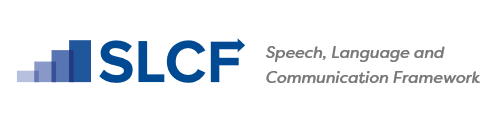 SLCF
Speech, Language and
Communication Framework